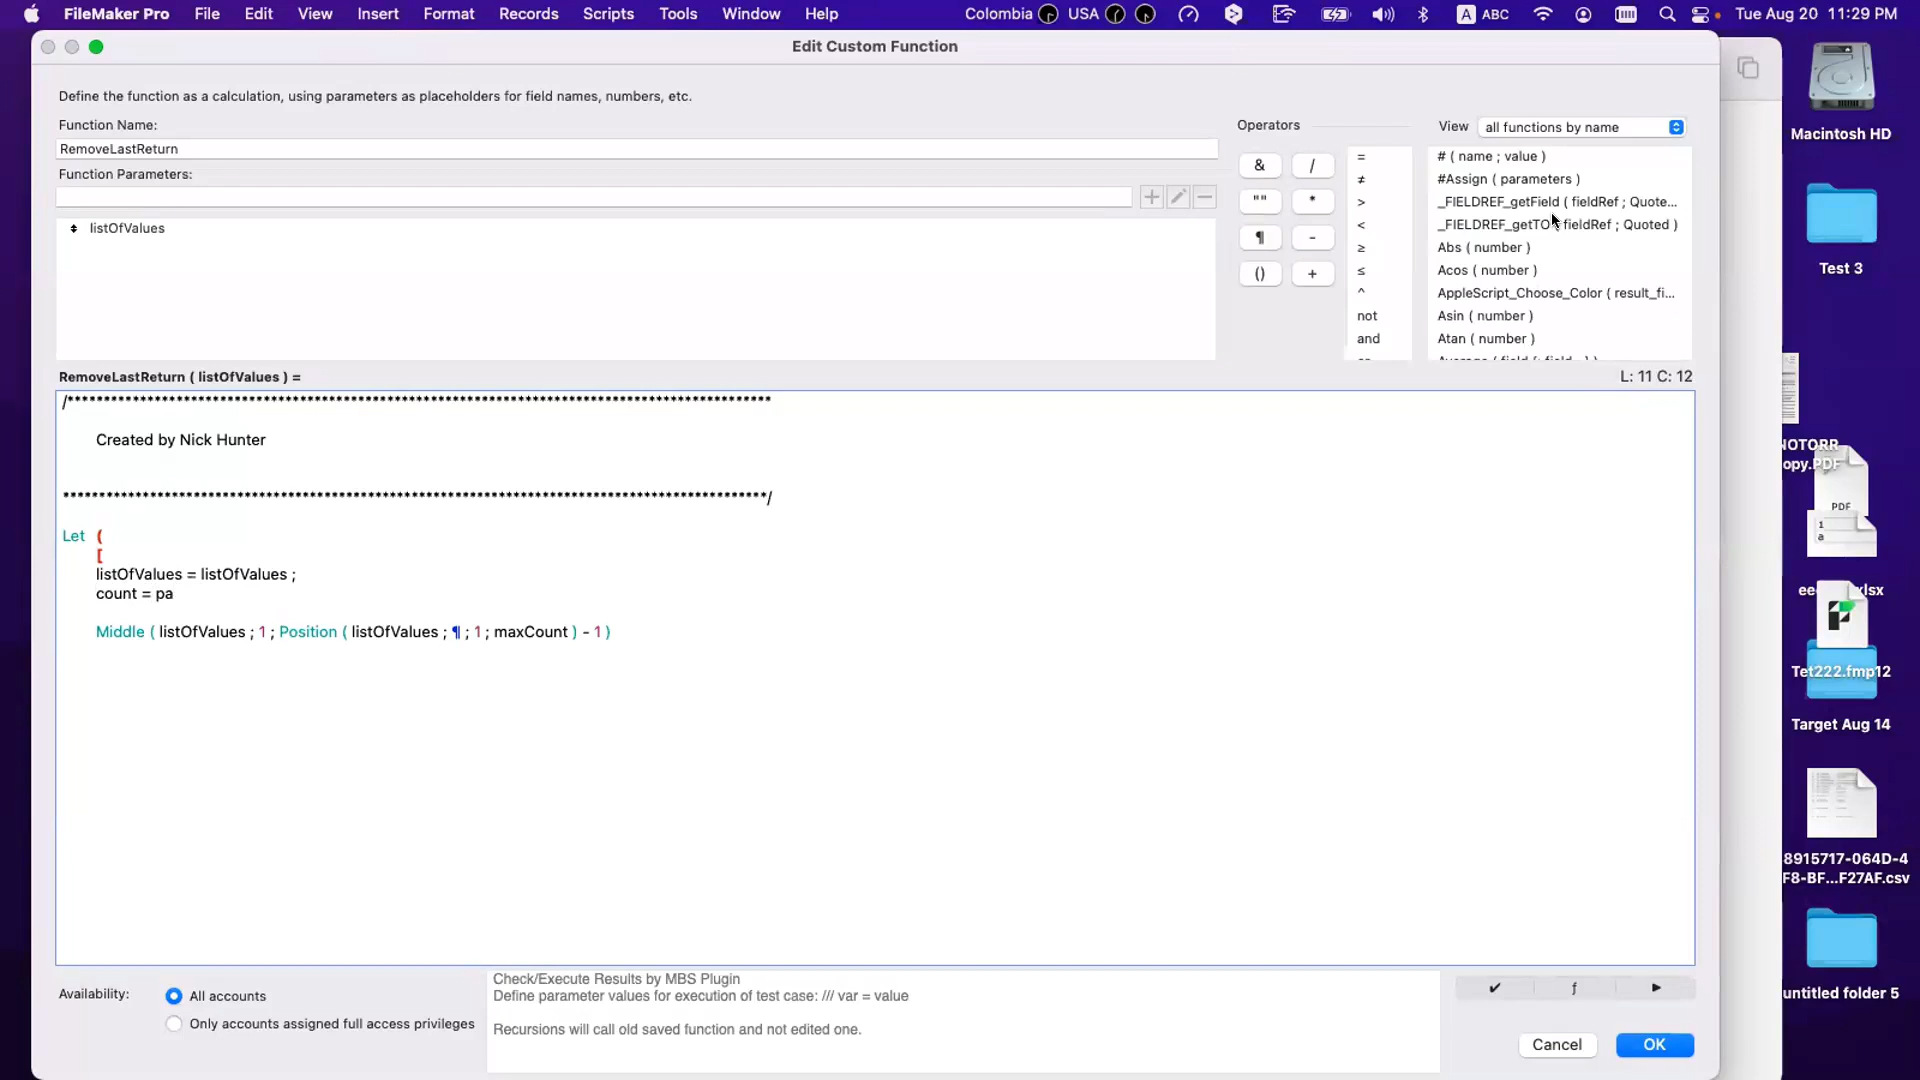 FileMaker Pro File Edit View Insert Format Records Scripts Tools Window Help Colombia USA A ABC Tue Aug 20 11:29 PM
Edit Custom Function
Define the function as a calculation, using parameters as placeholders for field names, numbers, etc.
Function Name:
RemoveLastReturn
Function Parameters:
listOfValues
Operators
& /
"" *
¶ -
() +
=
≠
>
<
≥
≤
^
not
and
View all functions by name
# ( name ; value )
#Assign ( parameters )
_FIELDREF_getField ( fieldRef ; Quote...
_FIELDREF_getTO fieldRef ; Quoted )
Abs ( number )
Acos ( number )
AppleScript_Choose_Color ( result_fi...
Asin ( number )
Atan ( number )
RemoveLastReturn ( listOfValues ) =
L: 11 C: 12
Created by Nick Hunter
Let (
[
listOfValues = listOfValues ;
count = pa
Middle ( listOfValues ; 1 ; Position ( listOfValues ; ¶ ; 1 ; maxCount ) - 1 )
Availability:
All accounts
Only accounts assigned full access privileges
Check/Execute Results by MBS Plugin
Define parameter values for execution of test case: /// var = value
Recursions will call old saved function and not edited one.
✔ ƒ ▶
Cancel OK
Macintosh HD
Test 3
NOTORR
opy.PDF
PDF
1
a
xlsx
Tet222.fmp12
Target Aug 14
8915717-064D-4
F8-BF...F27AF.csv
untitled folder 5